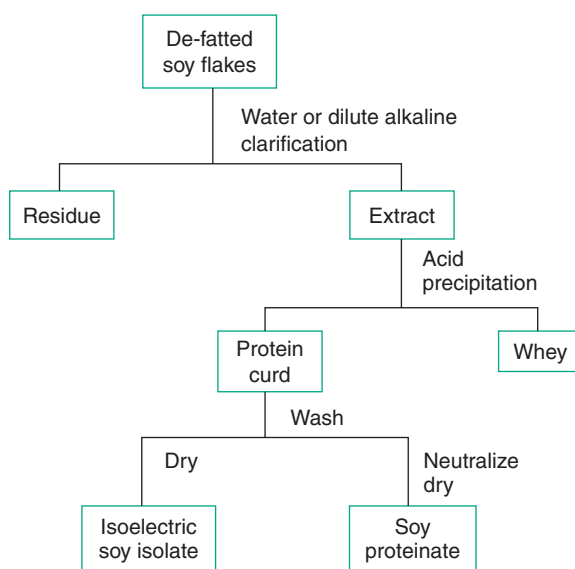 De-fatted
soy flakes
Water or dilute alkaline
clarification
Residue
Extract
Acid
precipitation
Protein
curd
Whey
Wash
Dry
Neutralize
dry
Isoelectric
soy isolate
Soy
proteinate